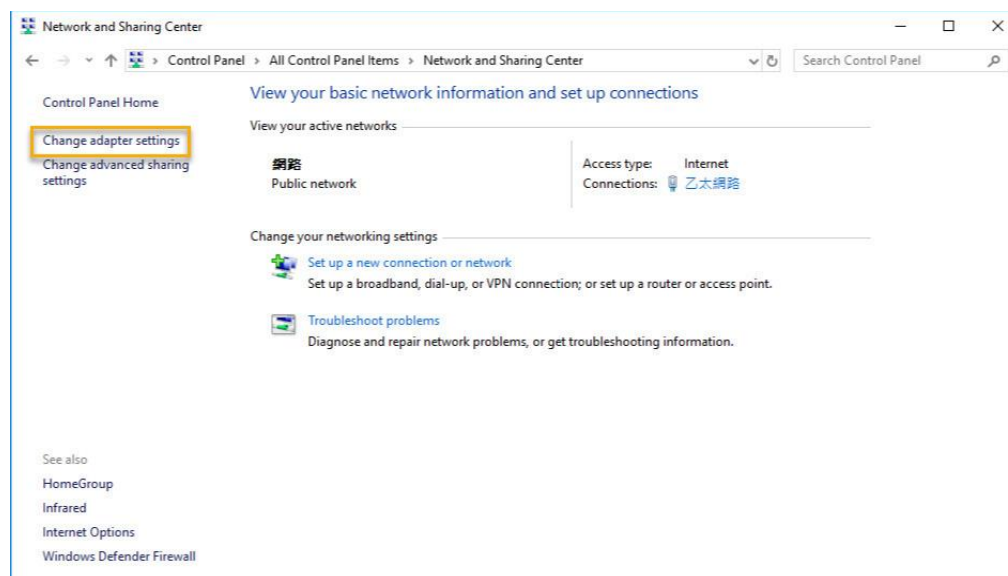 Network and Sharing Center
Control Panel > All Control Panel Items > Network and Sharing Center
Search Control Panel
Control Panel Home
Change adapter settings
Change advanced sharing
settings
View your basic network information and set up connections
View your active networks
網路
Public network
Access type: Internet
Connections: 乙太網路
Change your networking settings
Set up a new connection or network
Set up a broadband, dial-up, or VPN connection; or set up a router or access point.
Troubleshoot problems
Diagnose and repair network problems, or get troubleshooting information.
See also
HomeGroup
Infrared
Internet Options
Windows Defender Firewall